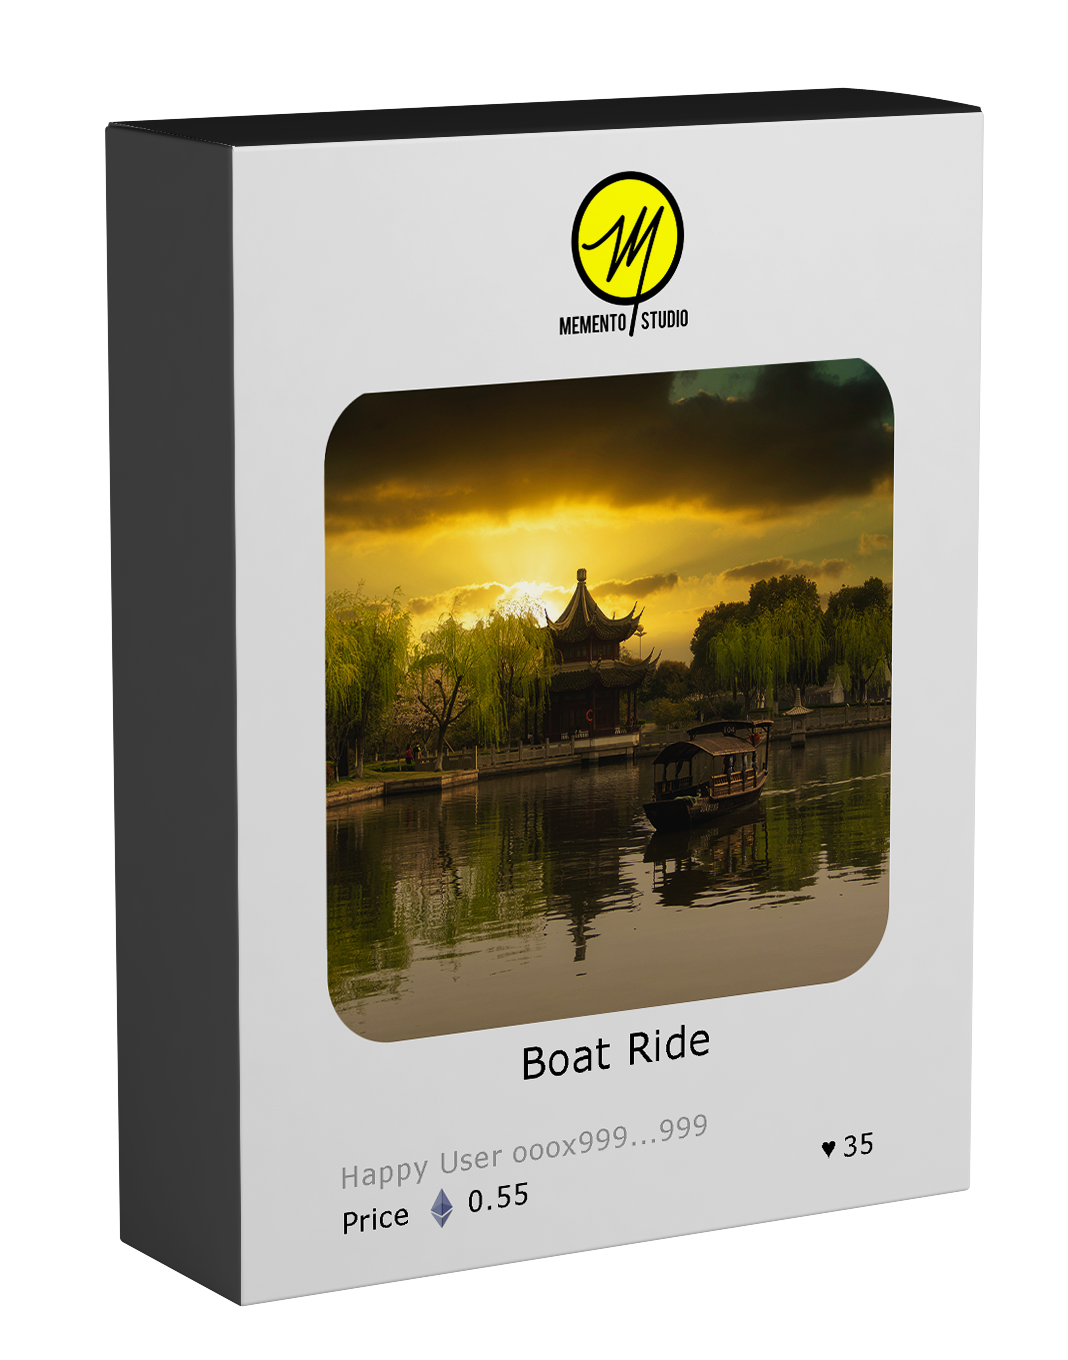 MEMENTO STUDIO
Boat Ride
Happy User ooox999...999
♥ 35
Price 0.55